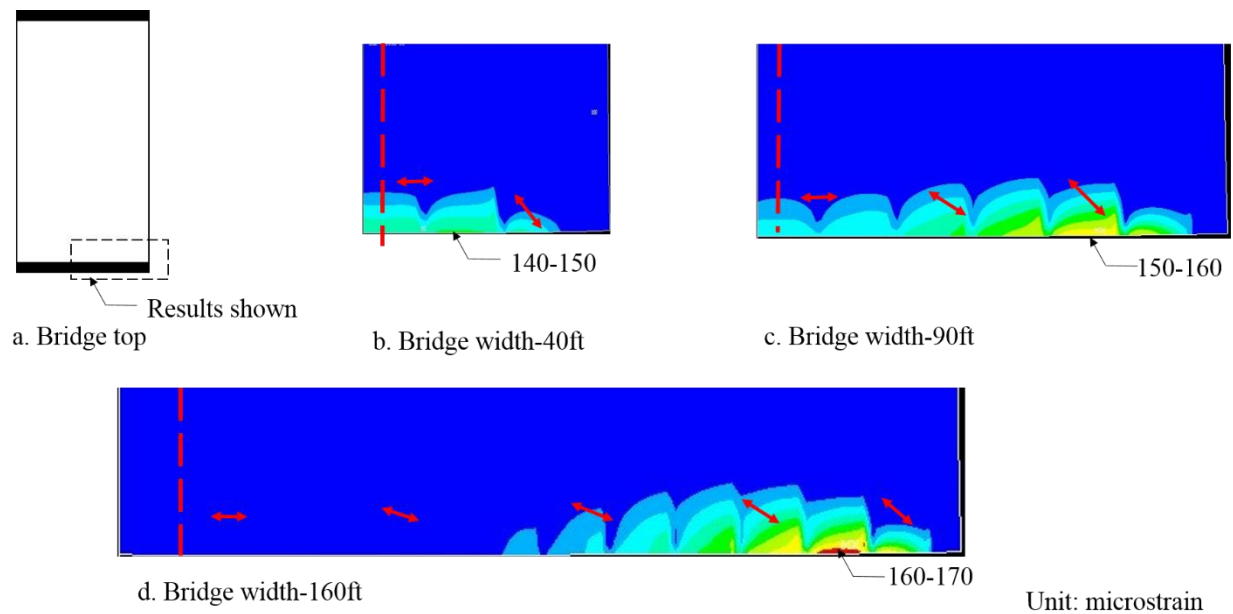 Results shown
a. Bridge top
140-150
b. Bridge width-40ft
150-160
c. Bridge width-90ft
160-170
d. Bridge width-160ft
Unit: microstrain